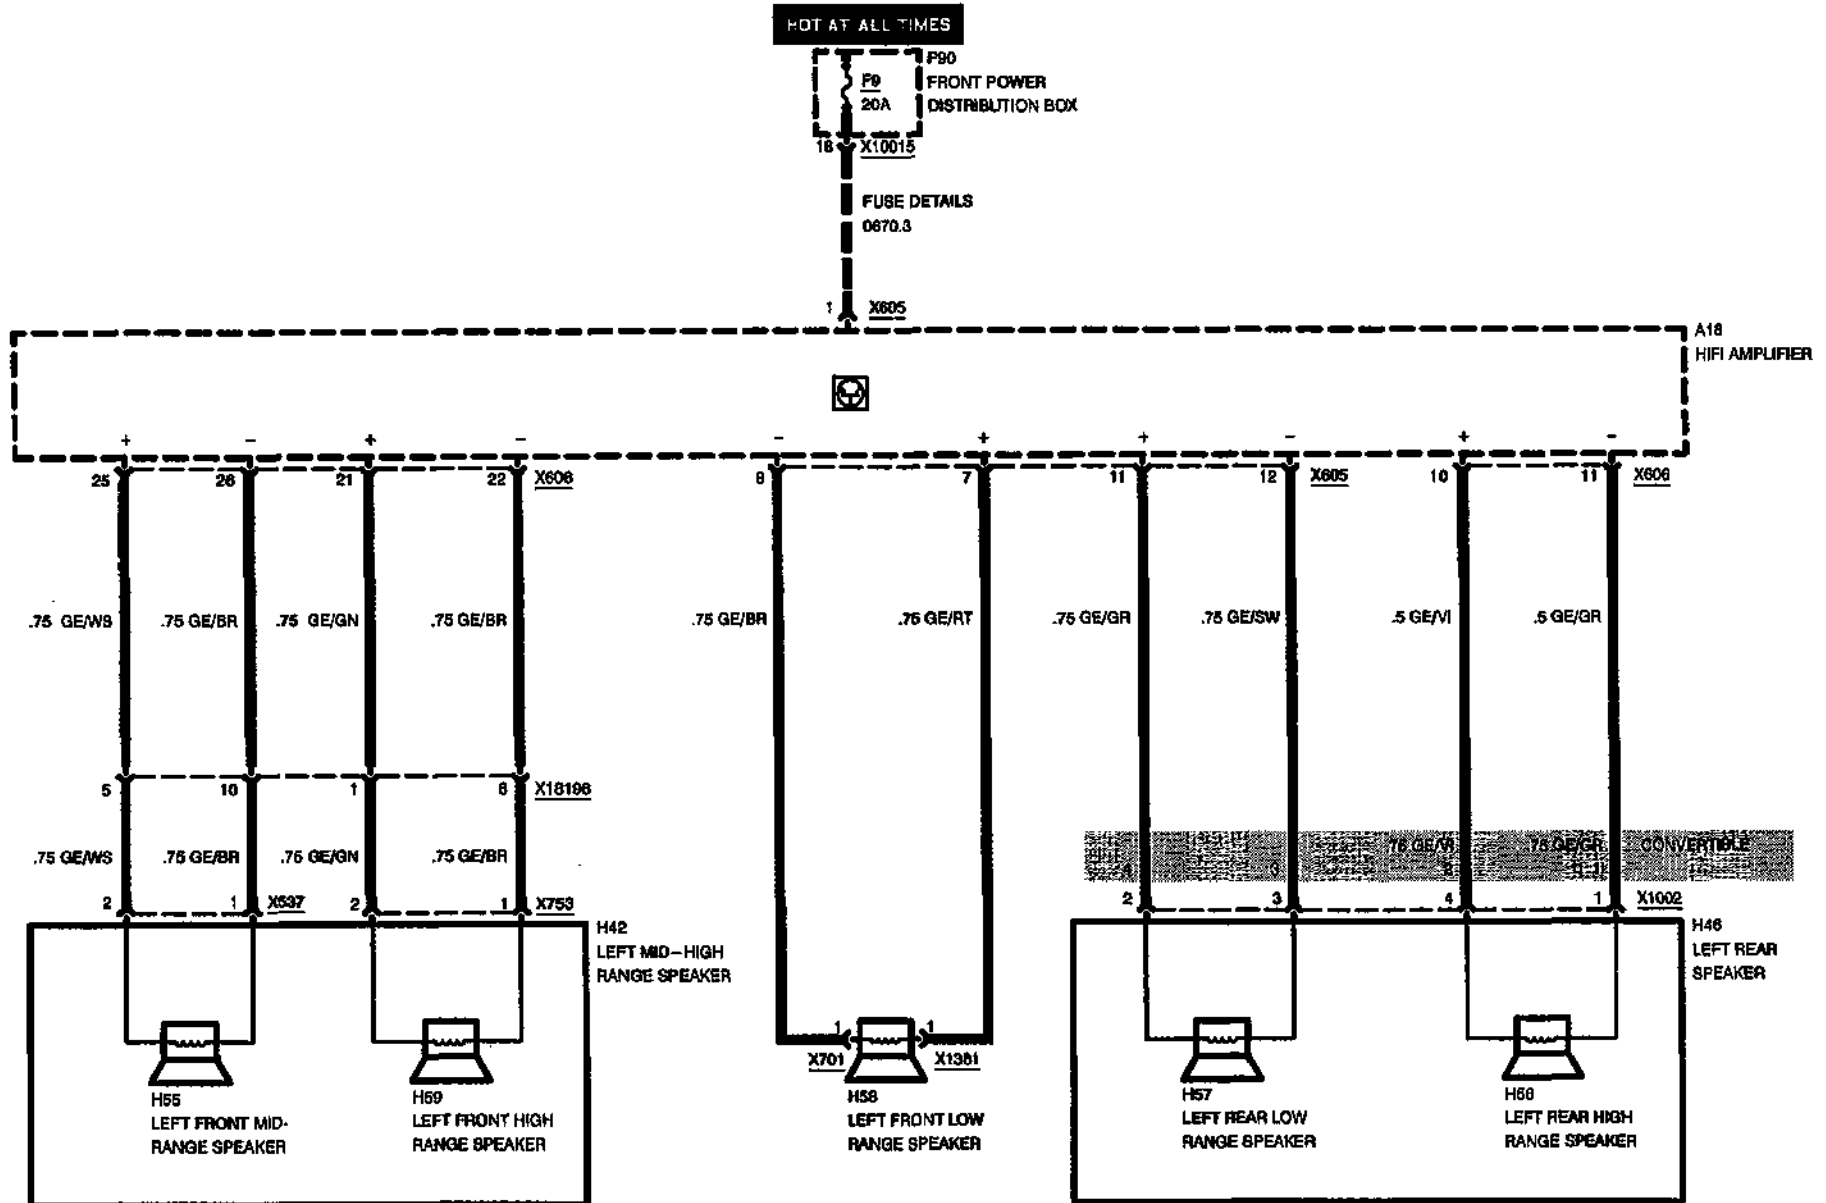 HOT AT ALL TIMES
P90
FRONT POWER
DISTRIBUTION BOX
F9
20A
18 X10015
FUSE DETAILS
0670.3
1 X605
A18
HIFI AMPLIFIER
+ - + - - + + - + -
25 26 21 22 X606 8 7 11 12 X605 10 11 X606
.75 GE/WS .75 GE/BR .75 GE/GN .75 GE/BR .75 GE/BR .75 GE/RT .75 GE/GR .75 GE/SW .5 GE/VI .5 GE/GR
5 10 1 6 X18196
.75 GE/WS .75 GE/BR .75 GE/GN .75 GE/BR
.75 GE/VI .75 GE/GR CONVERTIBLE
2 1 X537 2 1 X753 2 3 4 1 X1002
H42
LEFT MID-HIGH
RANGE SPEAKER
H46
LEFT REAR
SPEAKER
1 1
X701 X1381
H55
LEFT FRONT MID-
RANGE SPEAKER
H59
LEFT FRONT HIGH
RANGE SPEAKER
H58
LEFT FRONT LOW
RANGE SPEAKER
H57
LEFT REAR LOW
RANGE SPEAKER
LEFT REAR HIGH
RANGE SPEAKER